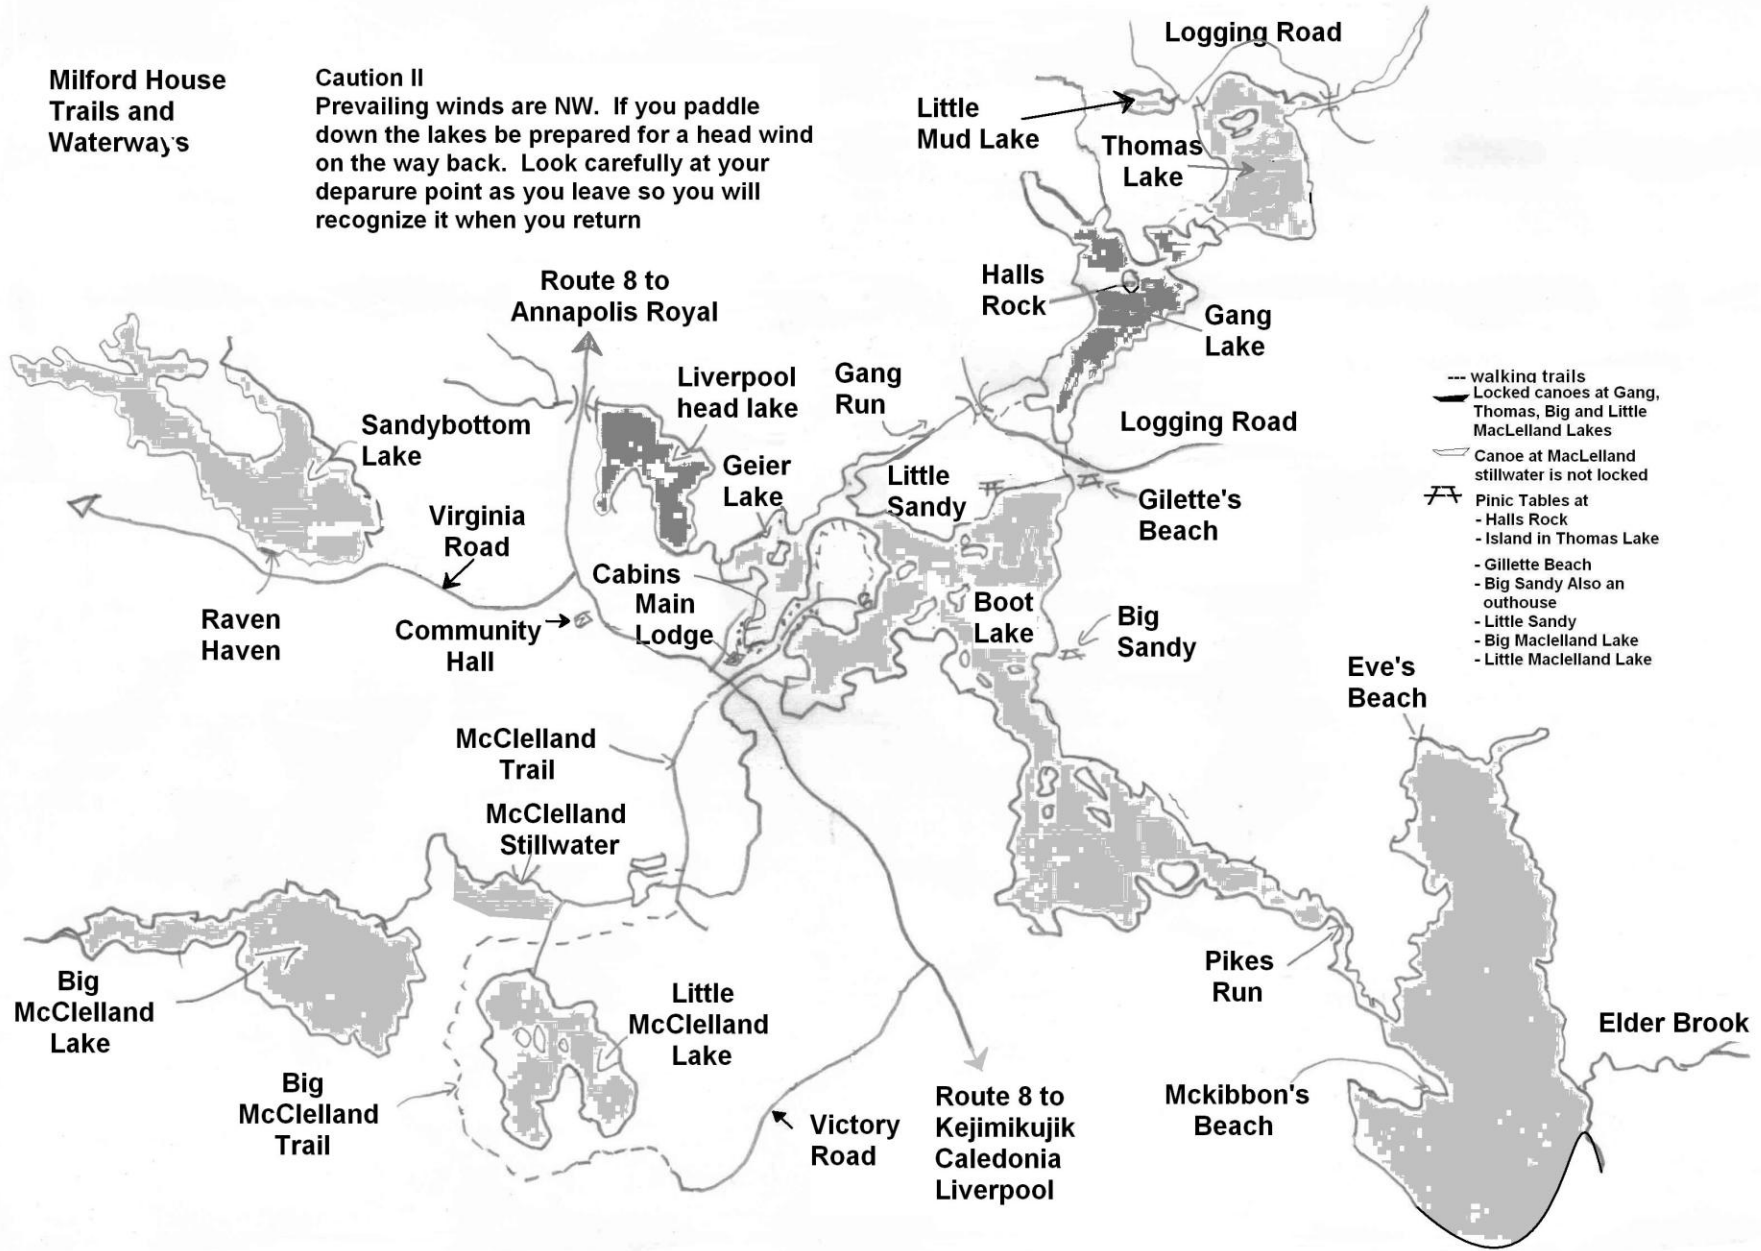 Milford House
Trails and
Waterways
Caution II
Prevailing winds are NW.  If you paddle
down the lakes be prepared for a head wind
on the way back.  Look carefully at your
deparure point as you leave so you will
recognize it when you return
Logging Road
Little
Mud Lake
Thomas
Lake
Halls
Rock
Gang
Lake
Route 8 to
Annapolis Royal
Liverpool
head lake
Gang
Run
Logging Road
Sandybottom
Lake
Geier
Lake
Little
Sandy
Gilette's
Beach
Virginia
Road
Cabins
Main
Lodge
Boot
Lake
Raven
Haven
Community
Hall
Big
Sandy
--- walking trails
Locked canoes at Gang,
Thomas, Big and Little
MacLelland Lakes
Canoe at MacLelland
stillwater is not locked
Pinic Tables at
- Halls Rock
- Island in Thomas Lake
- Gillette Beach
- Big Sandy Also an
outhouse
- Little Sandy
- Big Maclelland Lake
- Little Maclelland Lake
Eve's
Beach
McClelland
Trail
McClelland
Stillwater
Big
McClelland
Lake
Little
McClelland
Lake
Pikes
Run
Elder Brook
Big
McClelland
Trail
Victory
Road
Route 8 to
Kejimikujik
Caledonia
Liverpool
Mckibbon's
Beach